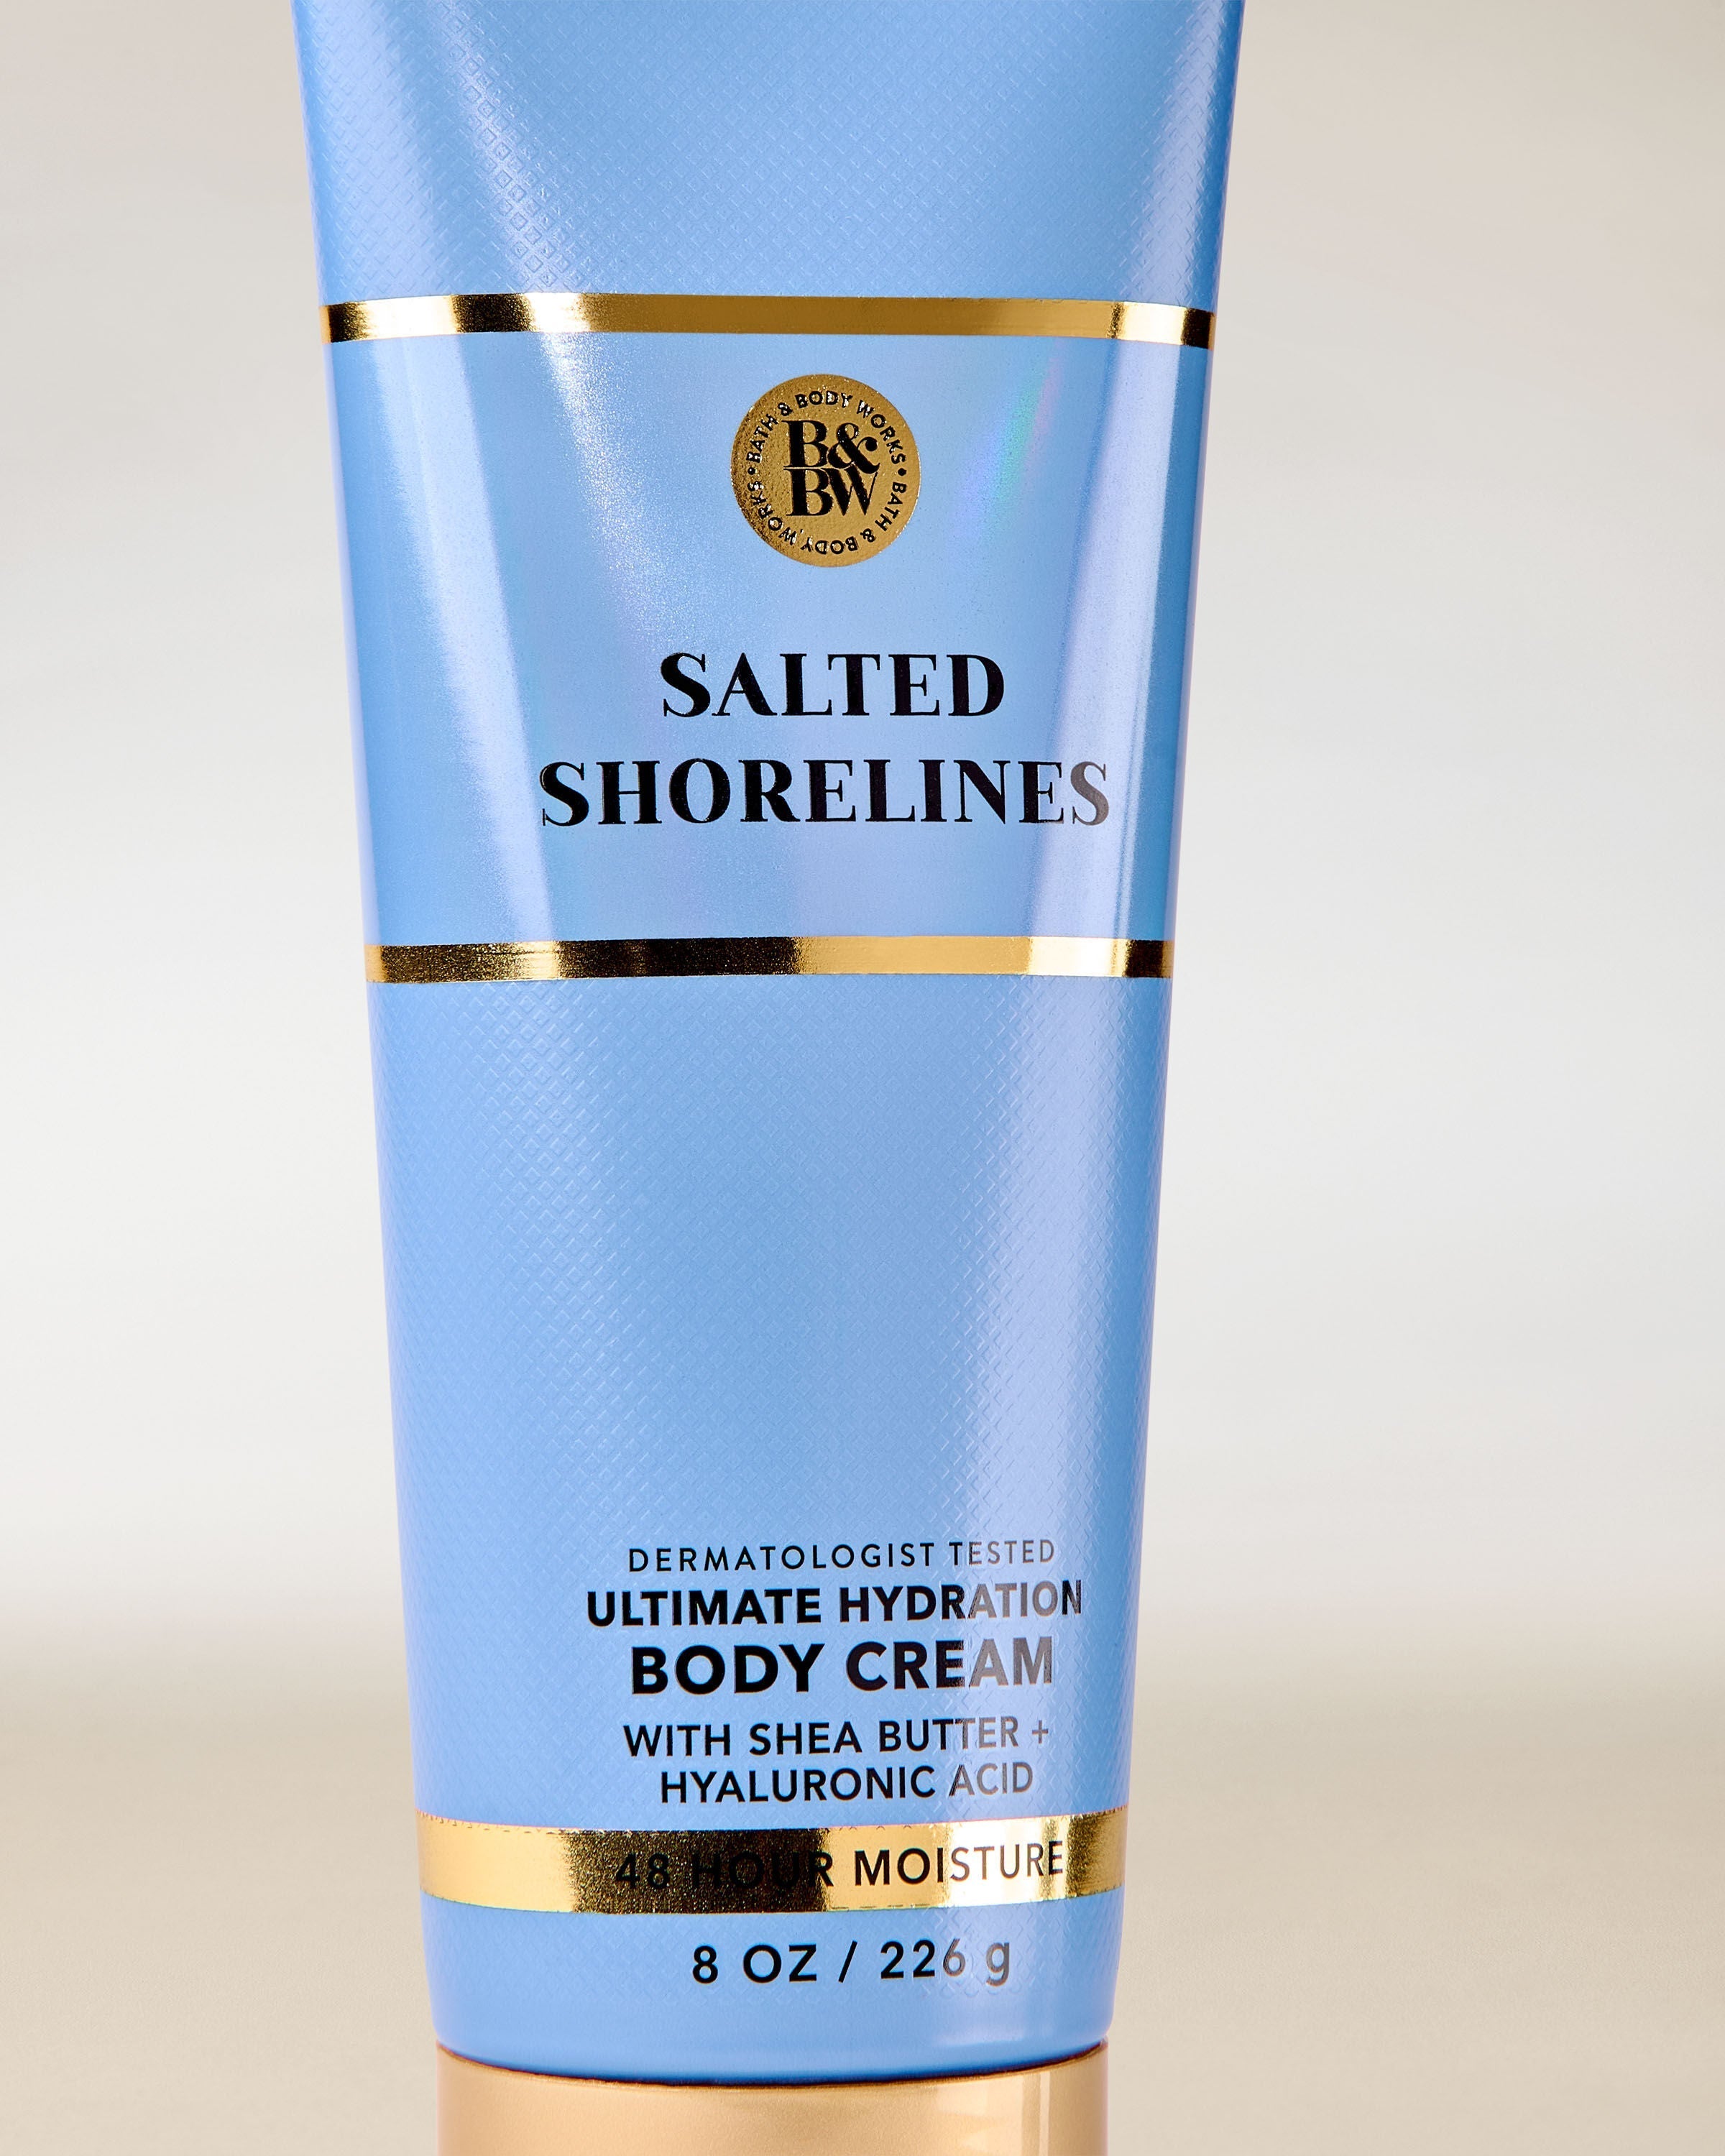 BATH & BODY WORKS • BATH & BODY WORKS •
B&
BW
SALTED
SHORELINES
DERMATOLOGIST TESTED
ULTIMATE HYDRATION
BODY CREAM
WITH SHEA BUTTER +
HYALURONIC ACID
48 HOUR MOISTURE
8 OZ / 226 g